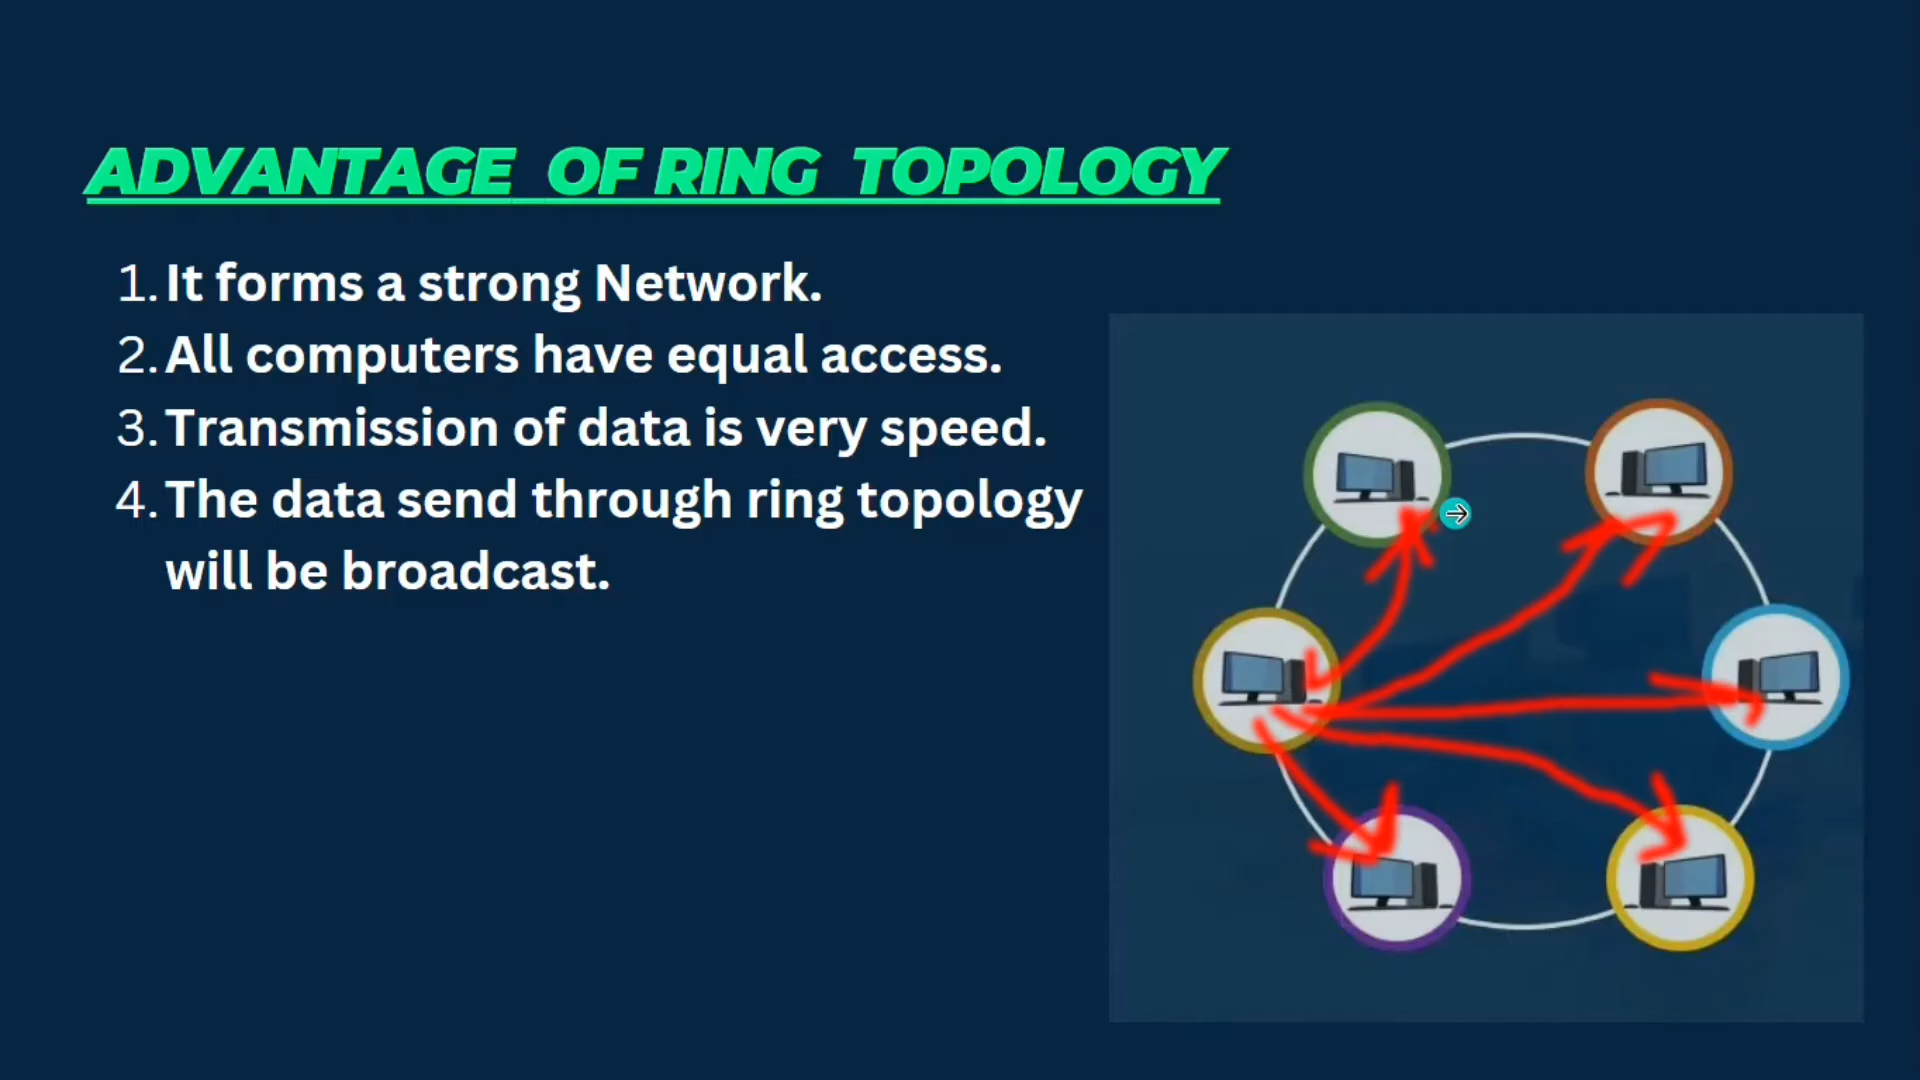 ADVANTAGE OF RING TOPOLOGY
1. It forms a strong Network.
2. All computers have equal access.
3. Transmission of data is very speed.
4. The data send through ring topology
will be broadcast.